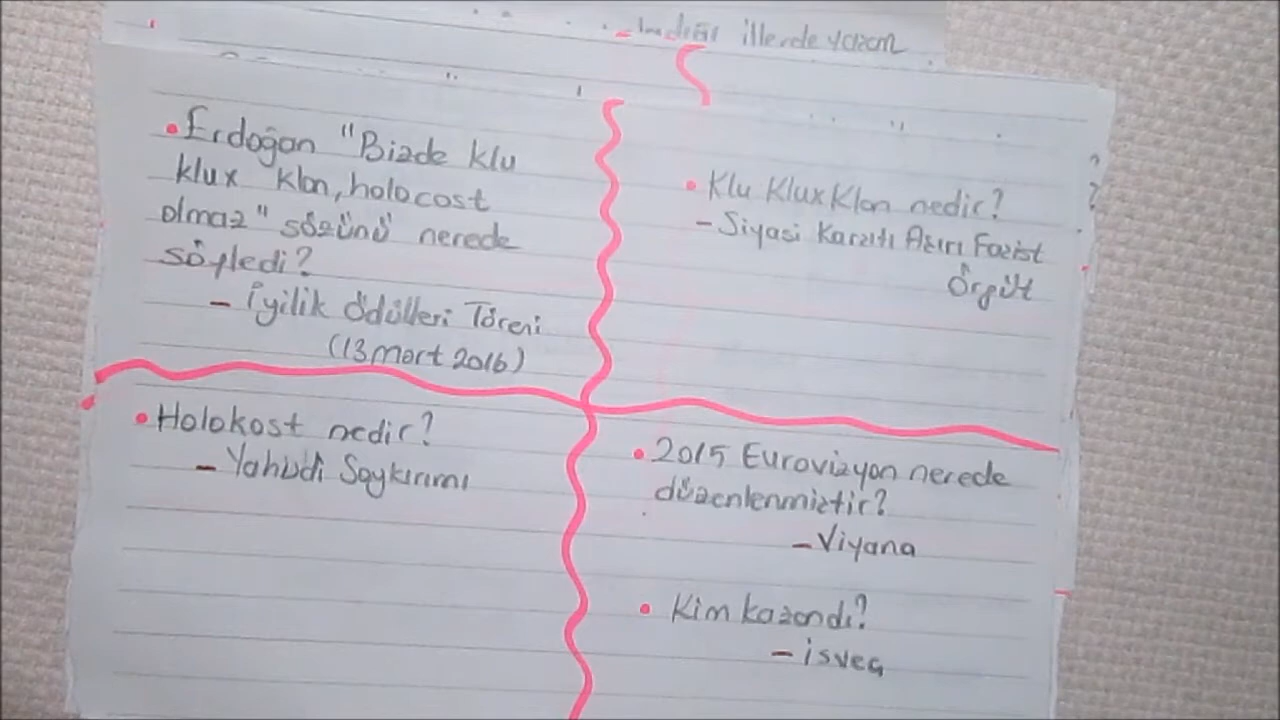 illerde yazın
• Erdoğan "Bizde klu
klux klan, holocost
olmaz" sözünü nerede
söyledi?
- İyilik Ödülleri Töreni
(13 Mart 2016)
• Klu Klux Klan nedir?
- Siyasi Karşıtı Aşırı Faşist
Örgüt
• Holokost nedir?
- Yahudi Soykırımı
• 2015 Eurovizyon nerede
düzenlenmiştir?
- Viyana
• Kim kazandı?
- İsveç